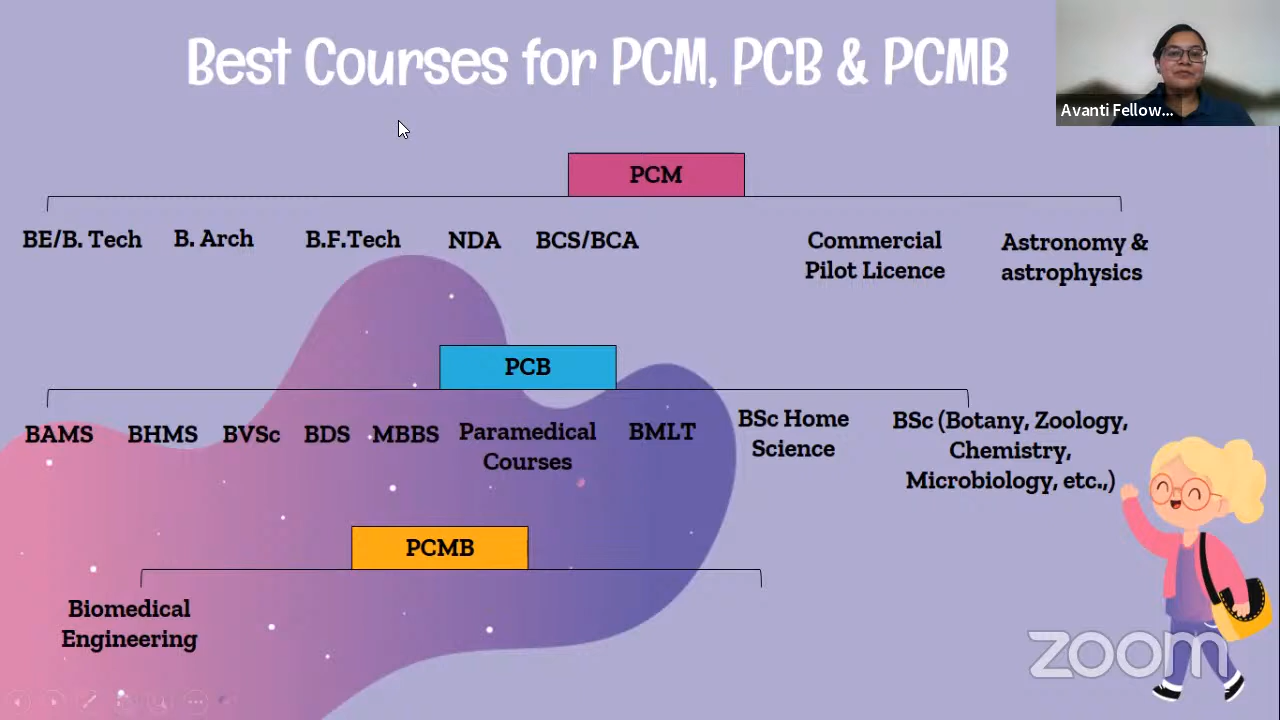 Best Courses for PCM, PCB & PCMB
Avanti Fellow...
PCM
BE/B. Tech
B. Arch
B.F.Tech
NDA
BCS/BCA
Commercial
Pilot Licence
Astronomy &
astrophysics
PCB
BAMS
BHMS
BVSc
BDS
MBBS
Paramedical
Courses
BMLT
BSc Home
Science
BSc (Botany, Zoology,
Chemistry,
Microbiology, etc.,)
PCMB
Biomedical
Engineering
zoom